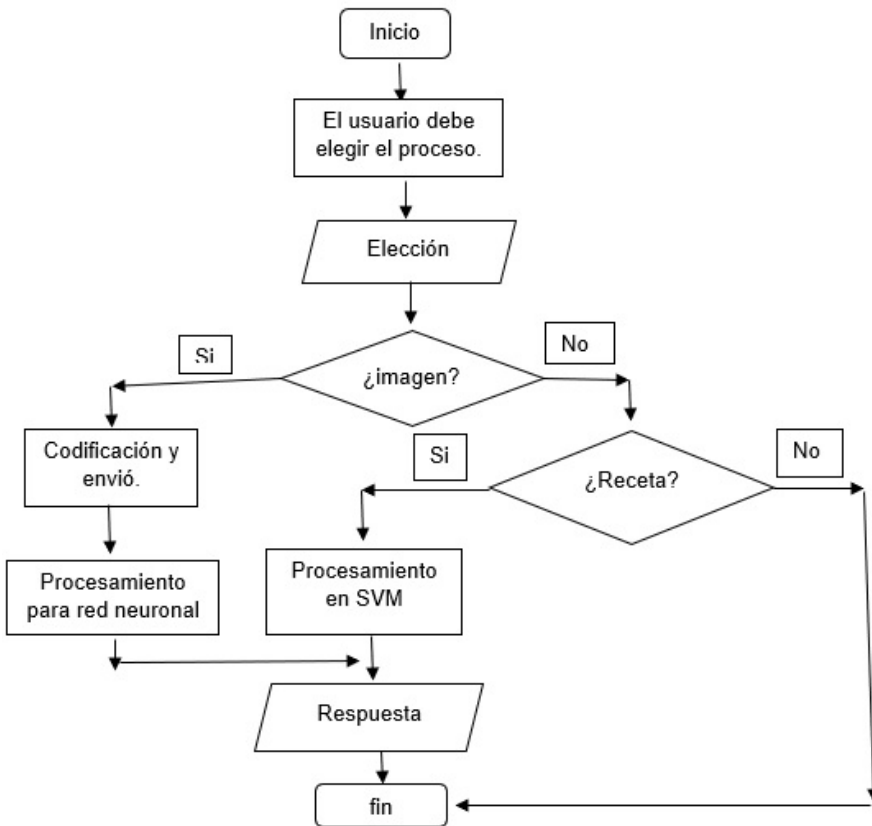 Inicio
El usuario debe
elegir el proceso.
Elección
Si
No
¿imagen?
Codificación y
envió.
Si
No
¿Receta?
Procesamiento
para red neuronal
Procesamiento
en SVM
Respuesta
fin